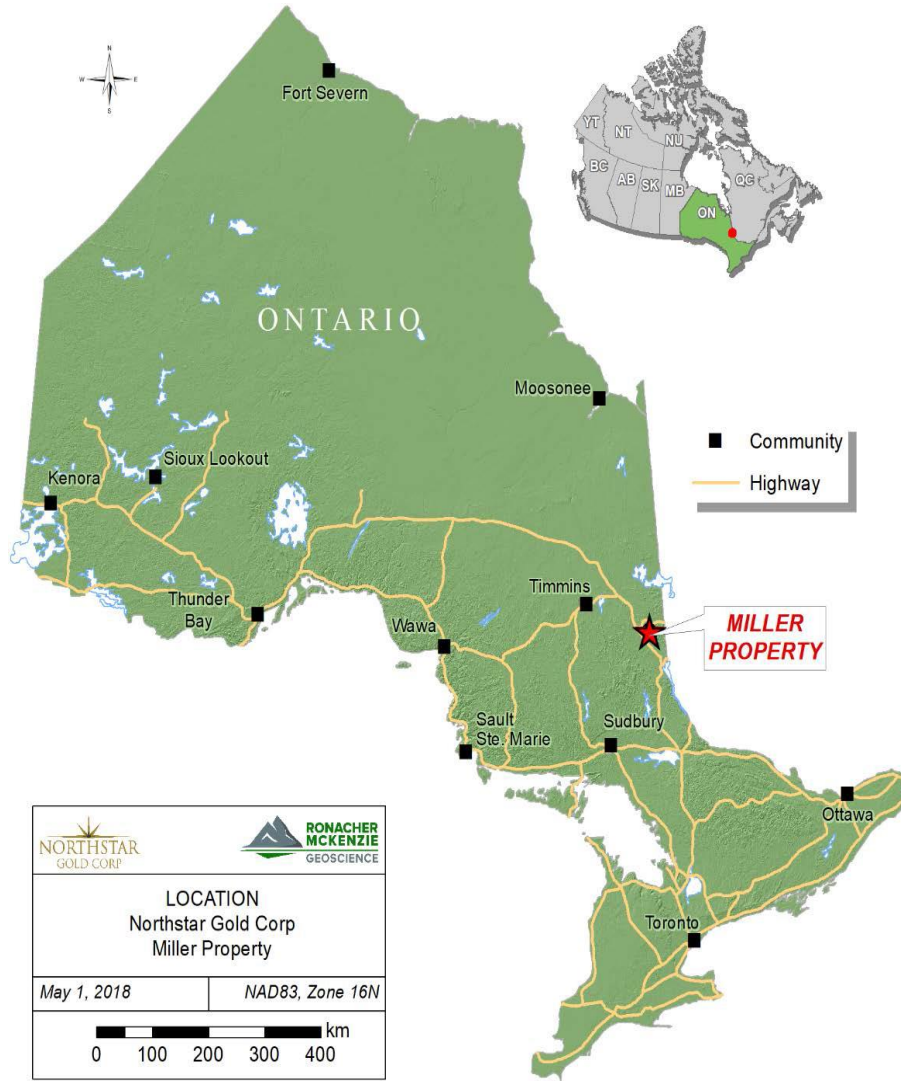 N
W
E
S
Fort Severn
YT
NT
NU
BC
AB
SK
MB
QC
ON
ONTARIO
Moosonee
Community
Highway
Sioux Lookout
Kenora
Thunder
Bay
Timmins
Wawa
MILLER
PROPERTY
Sault
Ste. Marie
Sudbury
Ottawa
Toronto
NORTHSTAR
GOLD CORP
RONACHER
MCKENZIE
GEOSCIENCE
LOCATION
Northstar Gold Corp
Miller Property
May 1, 2018
NAD83, Zone 16N
km
0 100 200 300 400